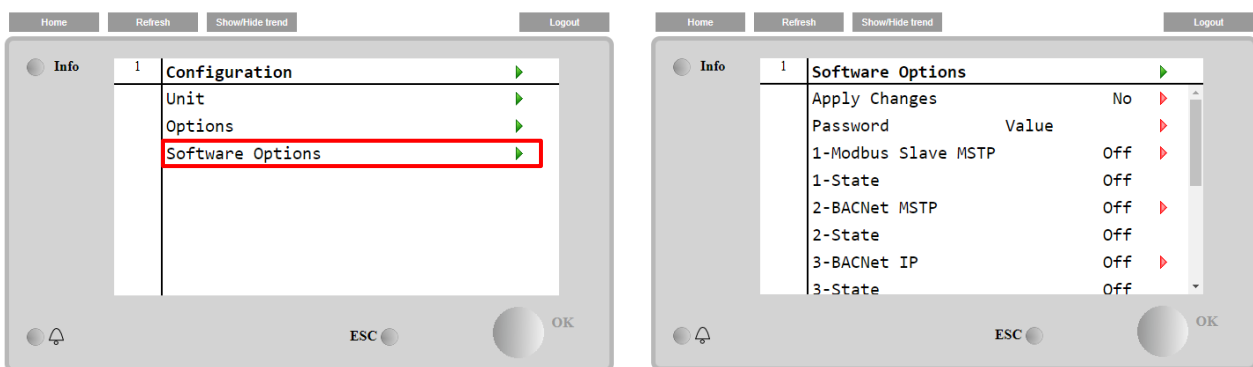 Home Refresh Show/Hide trend Logout
Info
1 Configuration
Unit
Options
Software Options
ESC
OK
Home Refresh Show/Hide trend Logout
Info
1 Software Options
Apply Changes No
Password Value
1-Modbus Slave MSTP Off
1-State Off
2-BACNet MSTP Off
2-State Off
3-BACNet IP Off
3-State Off
ESC
OK